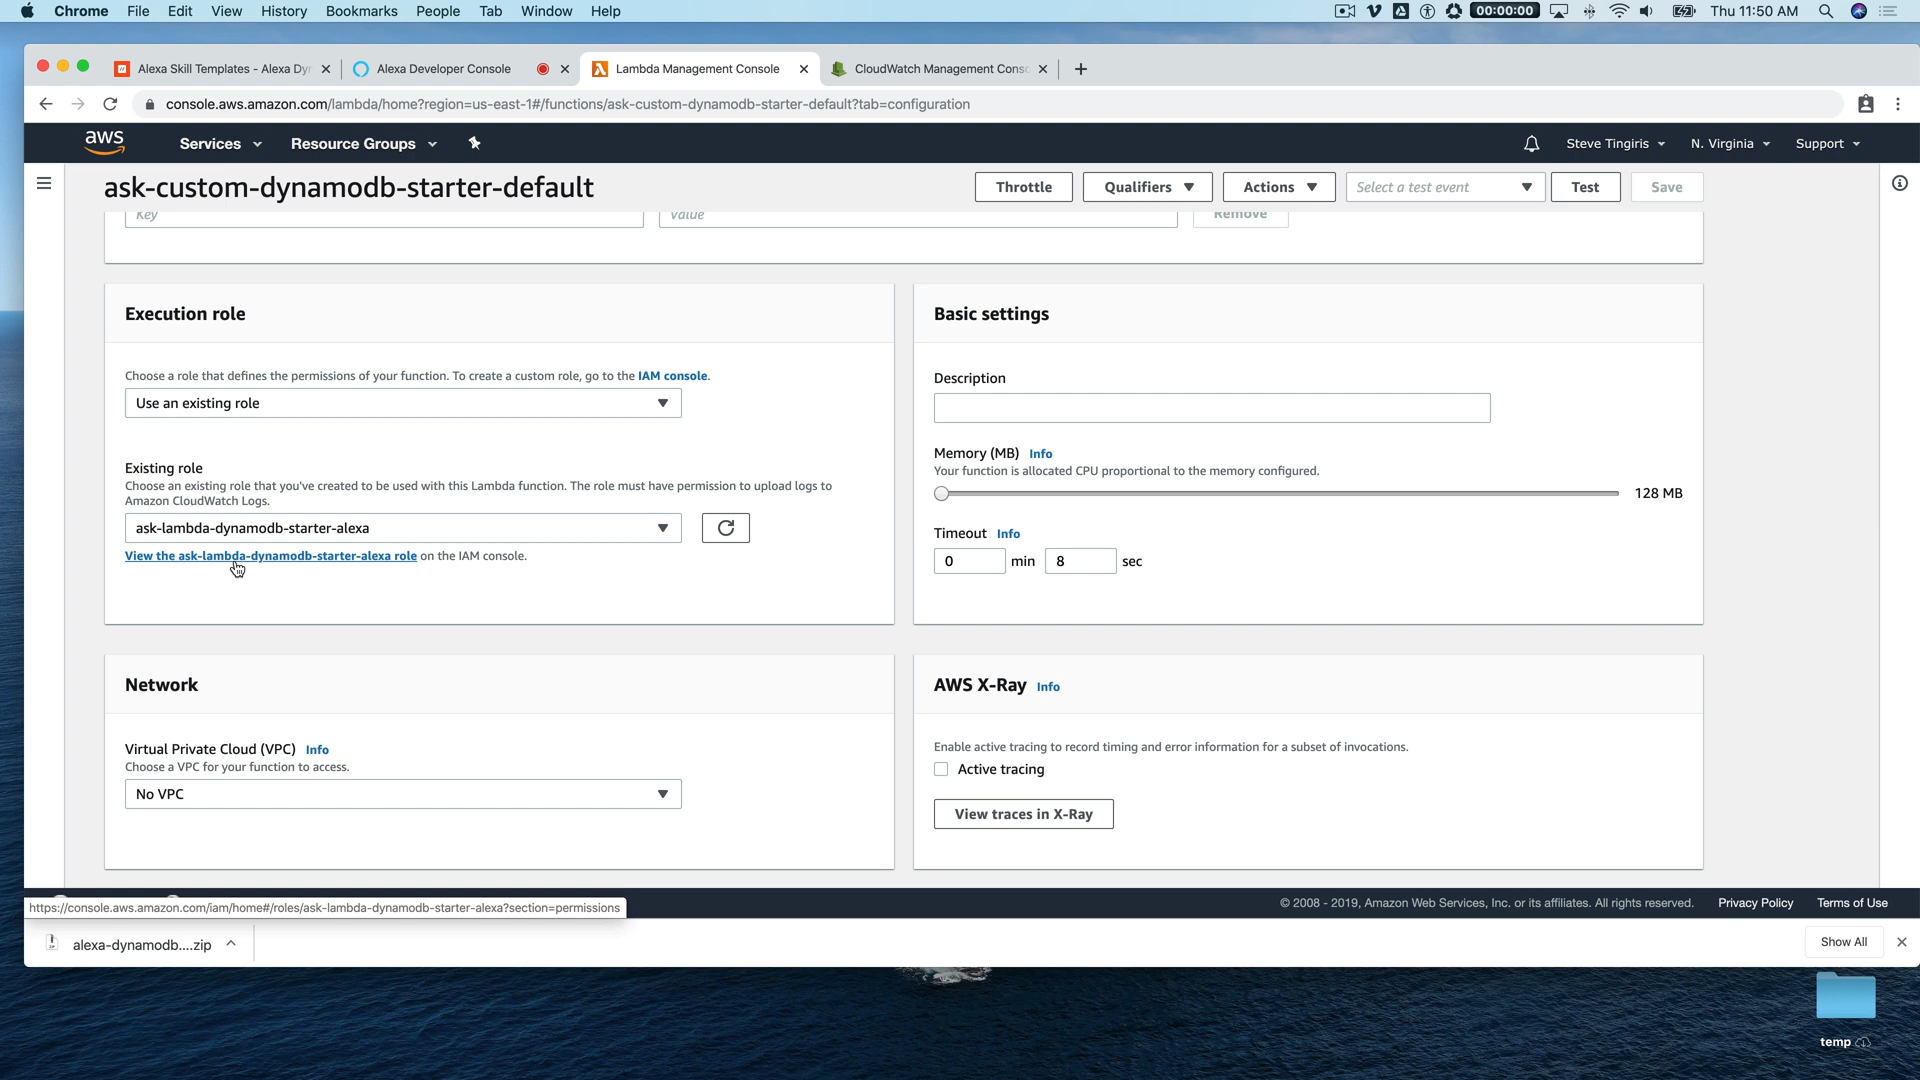 Chrome File Edit View History Bookmarks People Tab Window Help 00:00:00 Thu 11:50 AM
Alexa Skill Templates - Alexa Dyn Alexa Developer Console Lambda Management Console CloudWatch Management Conso
console.aws.amazon.com/lambda/home?region=us-east-1#/functions/ask-custom-dynamodb-starter-default?tab=configuration
aws Services Resource Groups Steve Tingiris N. Virginia Support
ask-custom-dynamodb-starter-default Throttle Qualifiers Actions Select a test event Test Save
Key Value Remove
Execution role
Choose a role that defines the permissions of your function. To create a custom role, go to the IAM console.
Use an existing role
Existing role
Choose an existing role that you've created to be used with this Lambda function. The role must have permission to upload logs to
Amazon CloudWatch Logs.
ask-lambda-dynamodb-starter-alexa
View the ask-lambda-dynamodb-starter-alexa role on the IAM console.
Basic settings
Description
Memory (MB) Info
Your function is allocated CPU proportional to the memory configured.
128 MB
Timeout Info
0 min 8 sec
Network
Virtual Private Cloud (VPC) Info
Choose a VPC for your function to access.
No VPC
AWS X-Ray Info
Enable active tracing to record timing and error information for a subset of invocations.
Active tracing
View traces in X-Ray
https://console.aws.amazon.com/iam/home#/roles/ask-lambda-dynamodb-starter-alexa?section=permissions
© 2008 - 2019, Amazon Web Services, Inc. or its affiliates. All rights reserved. Privacy Policy Terms of Use
alexa-dynamodb....zip Show All
temp